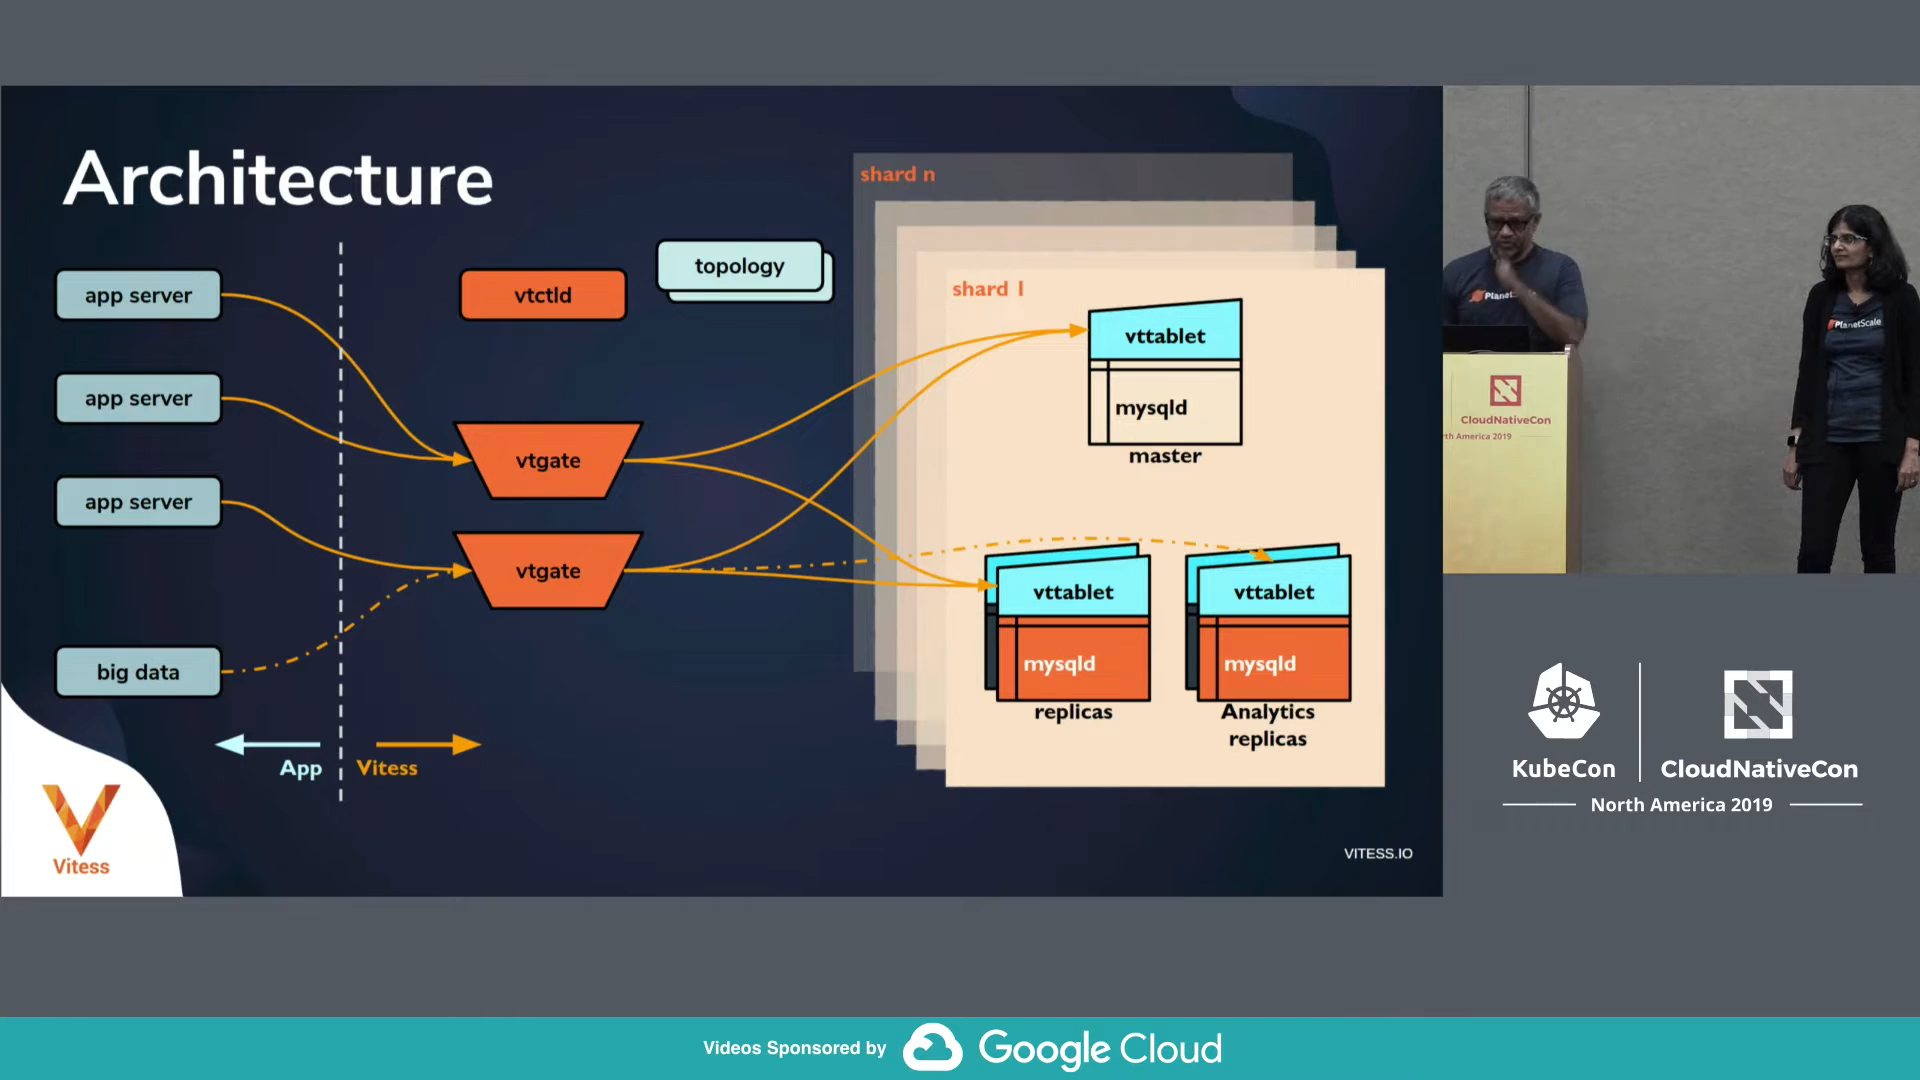 Architecture
app server
app server
app server
big data
App
Vitess
vtctld
topology
vtgate
vtgate
shard n
shard 1
vttablet
mysqld
master
vttablet
mysqld
replicas
vttablet
mysqld
Analytics
replicas
Vitess
VITESS.IO
PlanetScale
CloudNativeCon
North America 2019
KubeCon
CloudNativeCon
North America 2019
Videos Sponsored by
Google Cloud